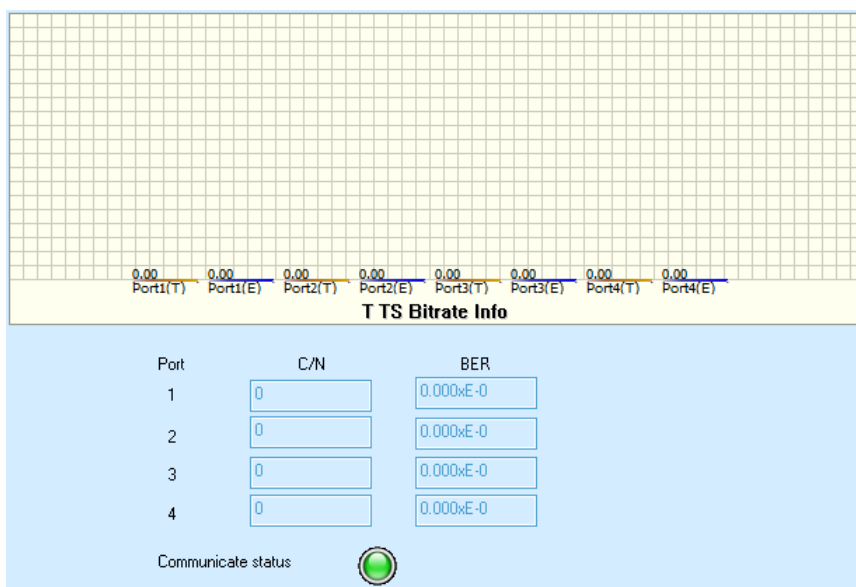 0.00 0.00 0.00 0.00 0.00 0.00 0.00 0.00
Port1(T) Port1(E) Port2(T) Port2(E) Port3(T) Port3(E) Port4(T) Port4(E)
T TS Bitrate Info
Port C/N BER
1 0 0.000xE-0
2 0 0.000xE-0
3 0 0.000xE-0
4 0 0.000xE-0
Communicate status